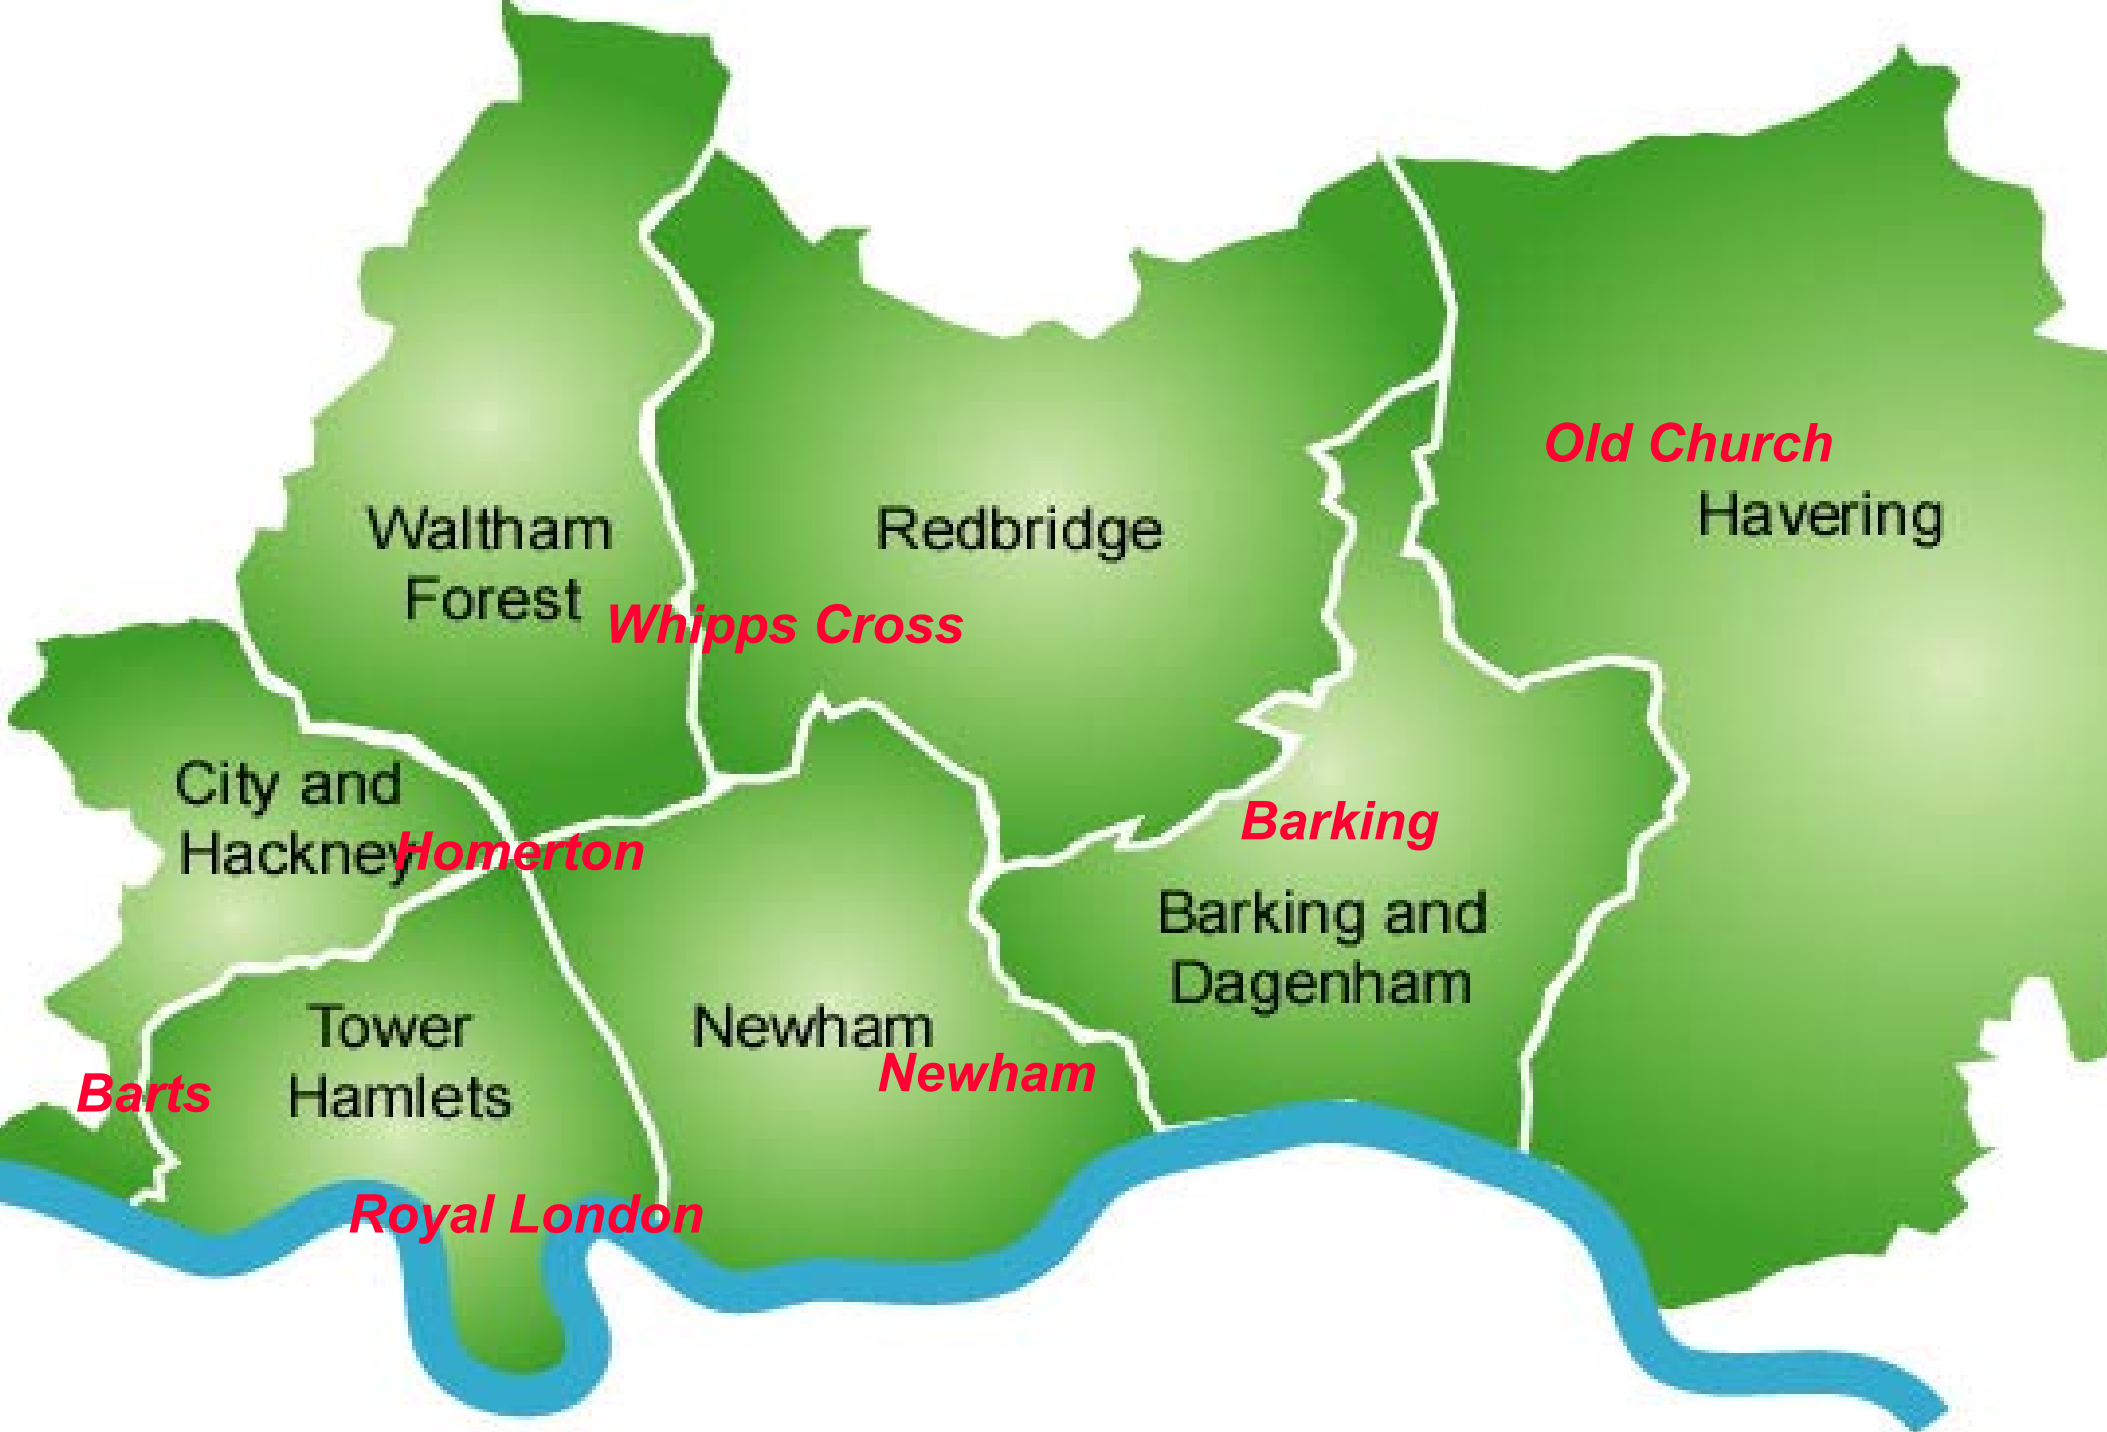 Old Church
Havering
Waltham
Forest
Redbridge
Whipps Cross
City and
Hackney
Homerton
Barking
Barking and
Dagenham
Tower
Hamlets
Newham
Newham
Barts
Royal London